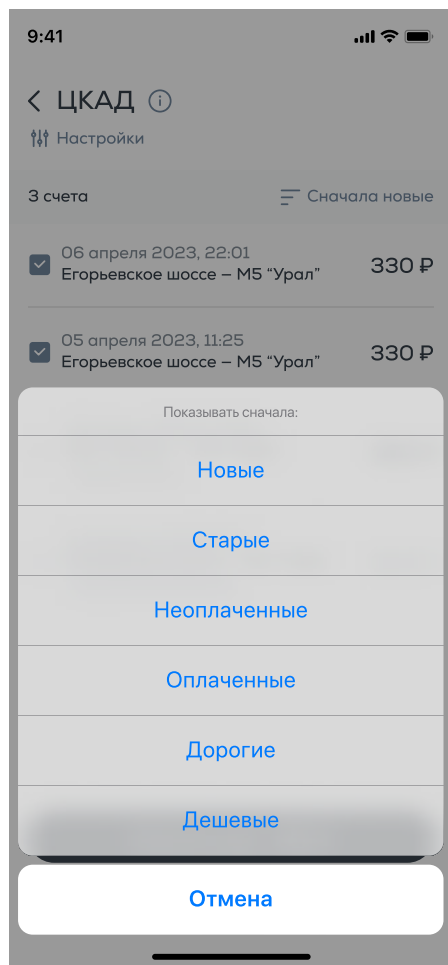 9:41
ЦКАД
Настройки
3 счета
Сначала новые
06 апреля 2023, 22:01
Егорьевское шоссе – М5 “Урал”
330 ₽
05 апреля 2023, 11:25
Егорьевское шоссе – М5 “Урал”
330 ₽
Показывать сначала:
Новые
Старые
Неоплаченные
Оплаченные
Дорогие
Дешевые
Отмена